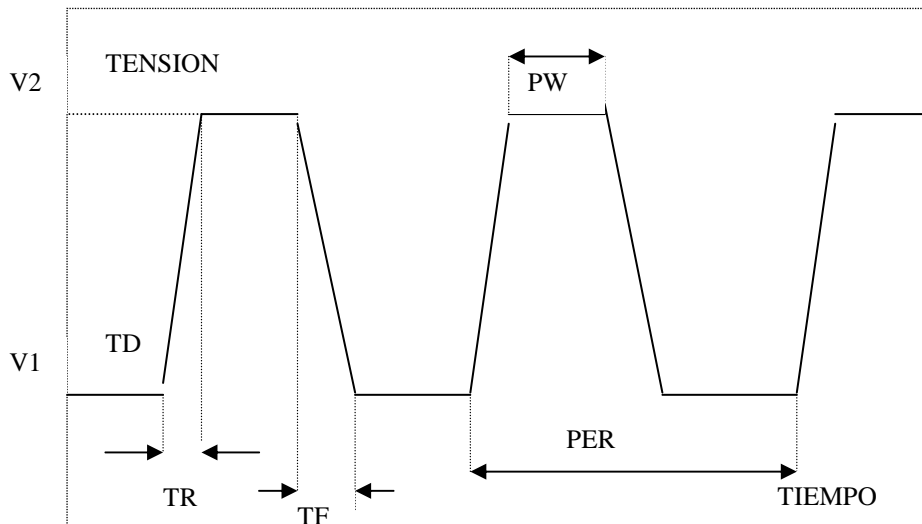 TENSION
V2
PW
TD
V1
PER
TR
TIEMPO
TF